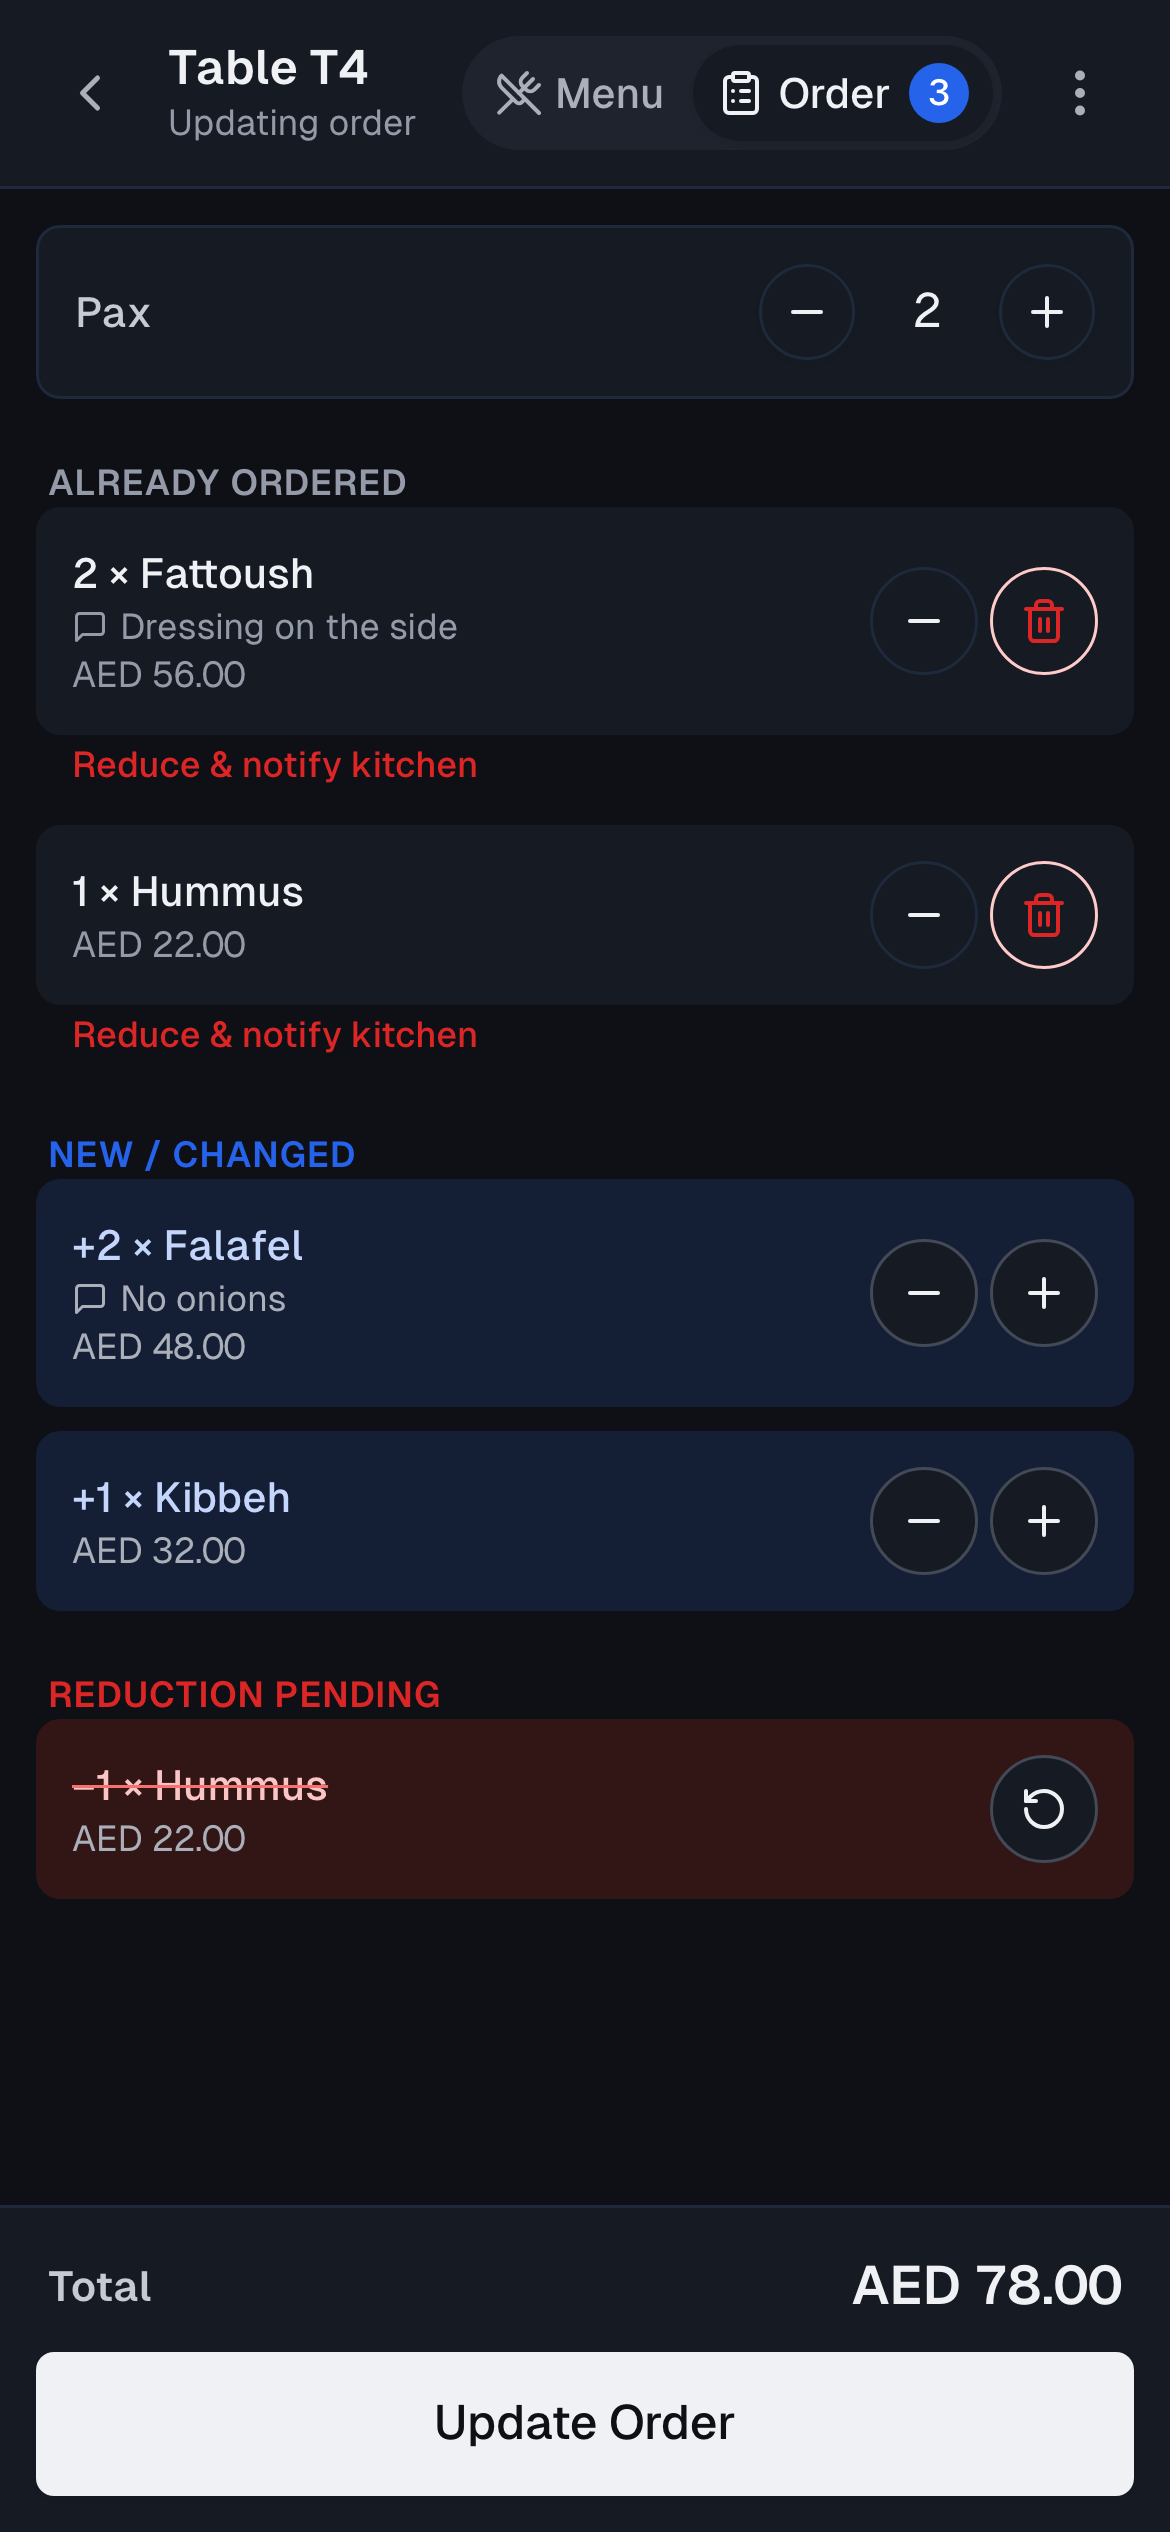 Table T4
Updating order
Menu
Order 3
Pax
2
ALREADY ORDERED
2 × Fattoush
Dressing on the side
AED 56.00
Reduce & notify kitchen
1 × Hummus
AED 22.00
Reduce & notify kitchen
NEW / CHANGED
+2 × Falafel
No onions
AED 48.00
+1 × Kibbeh
AED 32.00
REDUCTION PENDING
−1 × Hummus
AED 22.00
Total
AED 78.00
Update Order